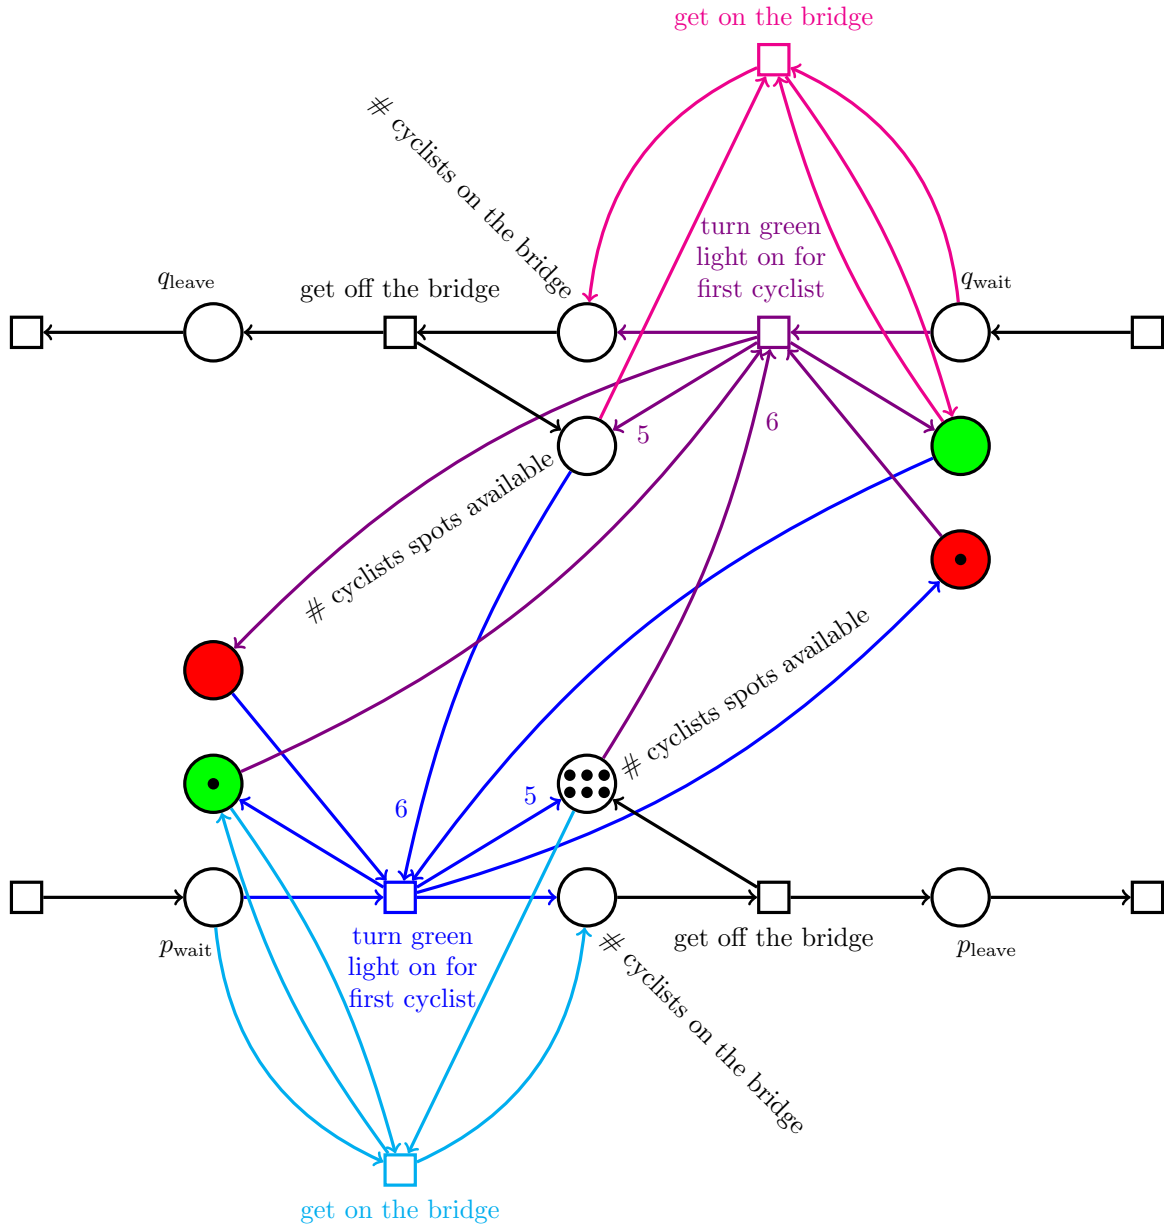 get on the bridge
# cyclists on the bridge
turn green
light on for
first cyclist
q_leave
get off the bridge
q_wait
5
6
# cyclists spots available
# cyclists spots available
6
5
p_wait
turn green
light on for
first cyclist
get off the bridge
p_leave
# cyclists on the bridge
get on the bridge